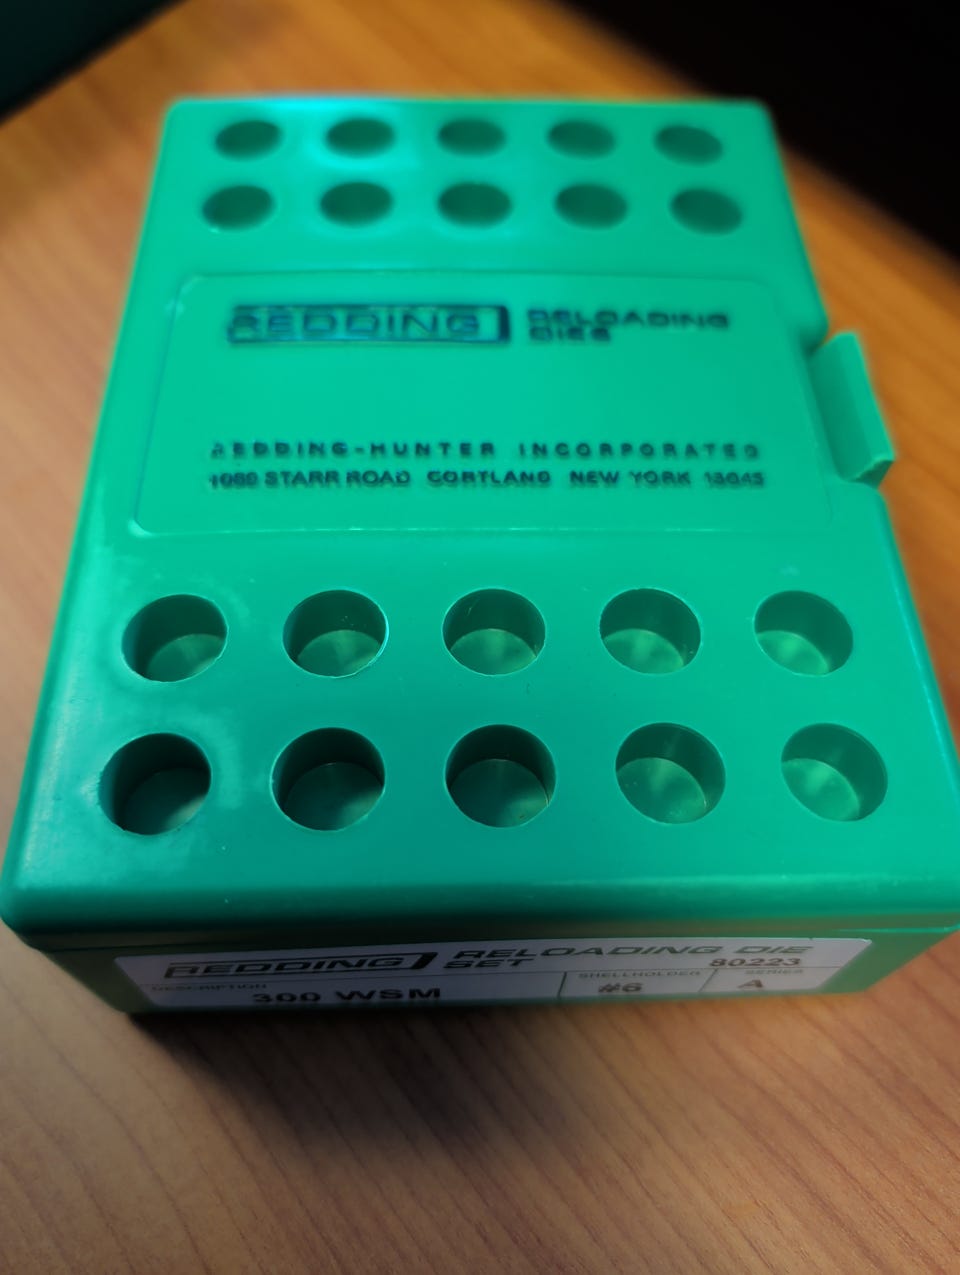 REDDING RELOADING
DIES
REDDING-HUNTER INCORPORATED
1089 STARR ROAD CORTLAND NEW YORK 13045
REDDING RELOADING DIE
SET 80223
DESCRIPTION SHELLHOLDER SERIES
300 WSM #6 A